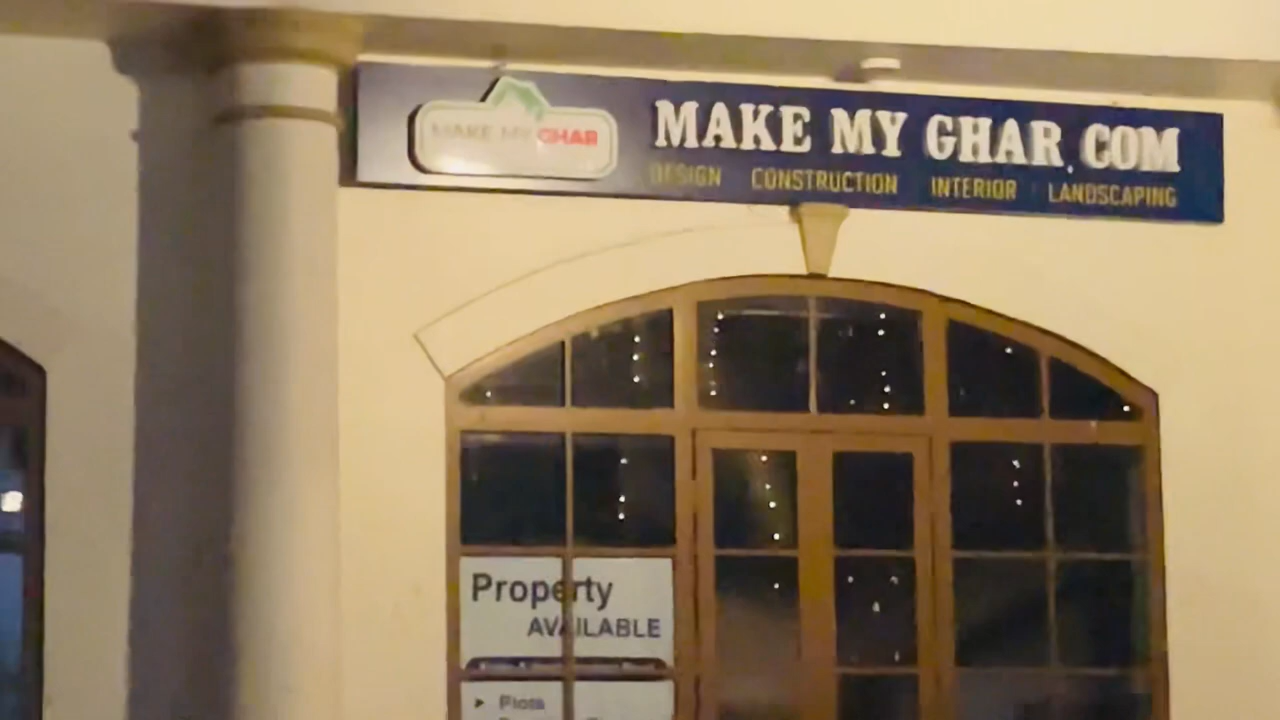 MAKE MY GHAR
MAKE MY GHAR.COM
DESIGN CONSTRUCTION INTERIOR LANDSCAPING
Property
AVAILABLE
➤ Plots